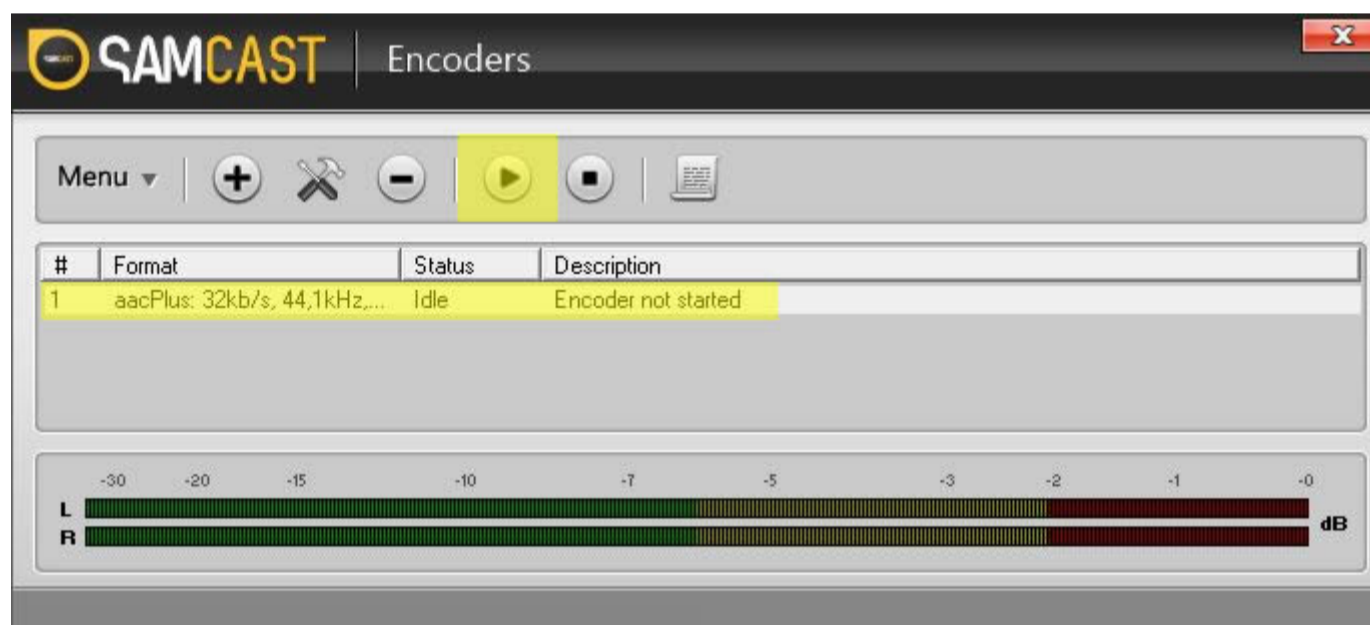 SAMCAST Encoders
Menu
# Format Status Description
1 aacPlus: 32kb/s, 44,1kHz,... Idle Encoder not started
-30 -20 -15 -10 -7 -5 -3 -2 -1 -0
L
dB
R